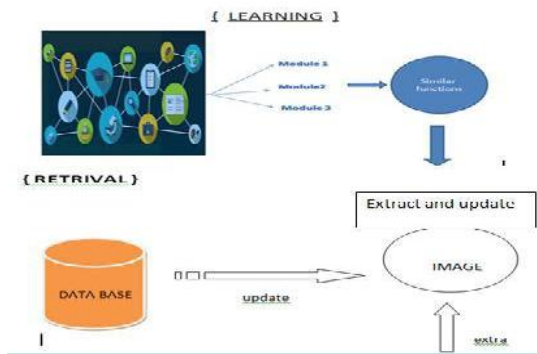 { LEARNING }
Module 1
Module2
Module 3
Similar
functions
{ RETRIVAL }
Extract and update
IMAGE
DATA BASE
update
extra